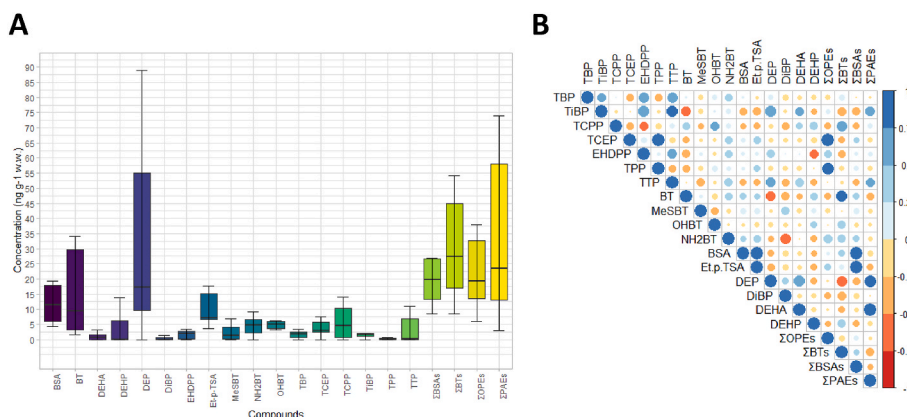 A
Concentration (ng g-1 w.w.)
90
85
80
75
70
65
60
55
50
45
40
35
30
25
20
15
10
5
0
BSA
BT
DEHA
DEHP
DEP
DiBP
EHDPP
Et-p-TSA
MeSBT
NH2BT
OHBT
TBP
TCEP
TCPP
TiBP
TPP
TTP
ΣBSAs
ΣBTs
ΣOPEs
ΣPAEs
Compounds
B
TBP
TiBP
TCPP
TCEP
EHDPP
TPP
TTP
BT
MeSBT
OHBT
NH2BT
BSA
Et.p.TSA
DEP
DiBP
DEHA
DEHP
ΣOPEs
ΣBTs
ΣBSAs
ΣPAEs
TBP
TiBP
TCPP
TCEP
EHDPP
TPP
TTP
BT
MeSBT
OHBT
NH2BT
BSA
Et.p.TSA
DEP
DiBP
DEHA
DEHP
ΣOPEs
ΣBTs
ΣBSAs
ΣPAEs